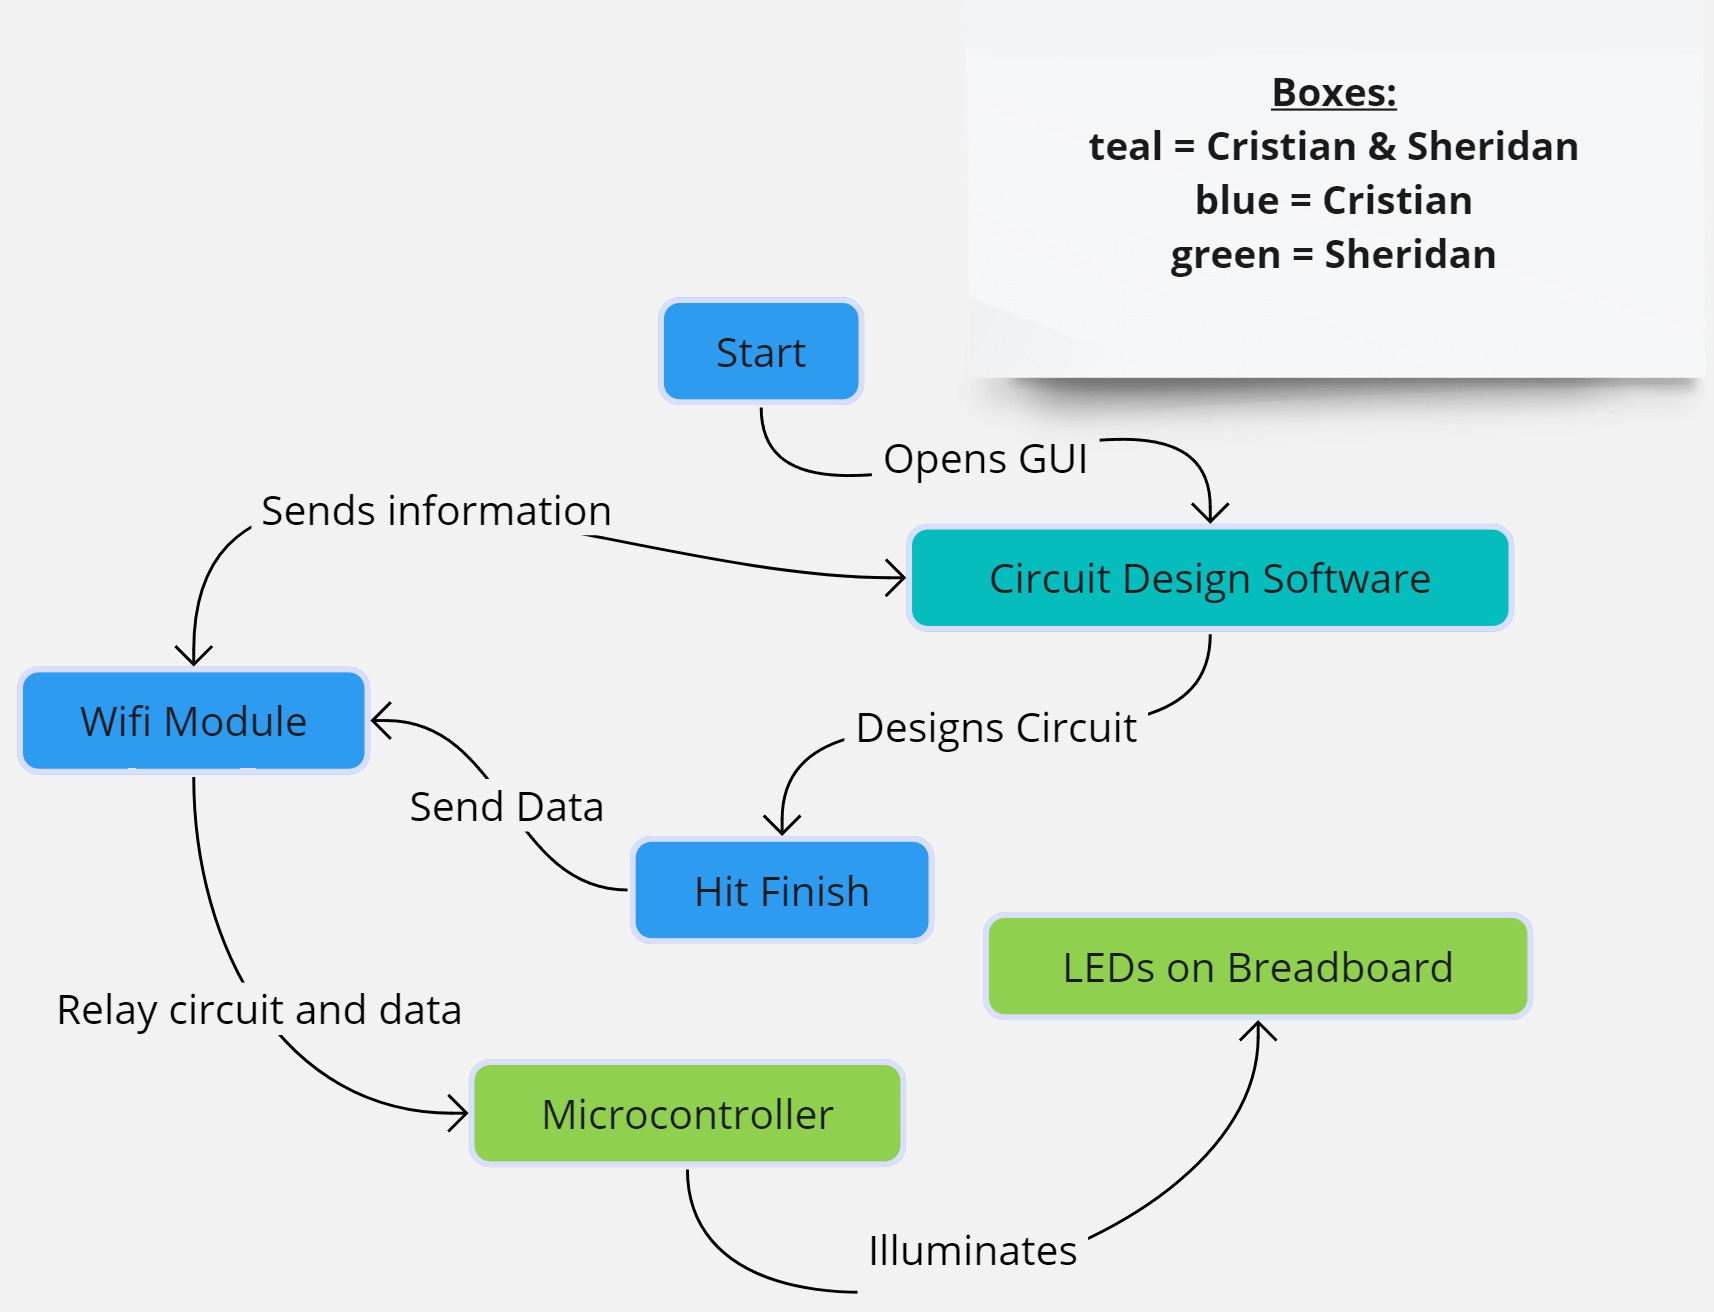 Boxes:
teal = Cristian & Sheridan
blue = Cristian
green = Sheridan
Start
Opens GUI
Sends information
Circuit Design Software
Wifi Module
Designs Circuit
Send Data
Hit Finish
LEDs on Breadboard
Relay circuit and data
Microcontroller
Illuminates